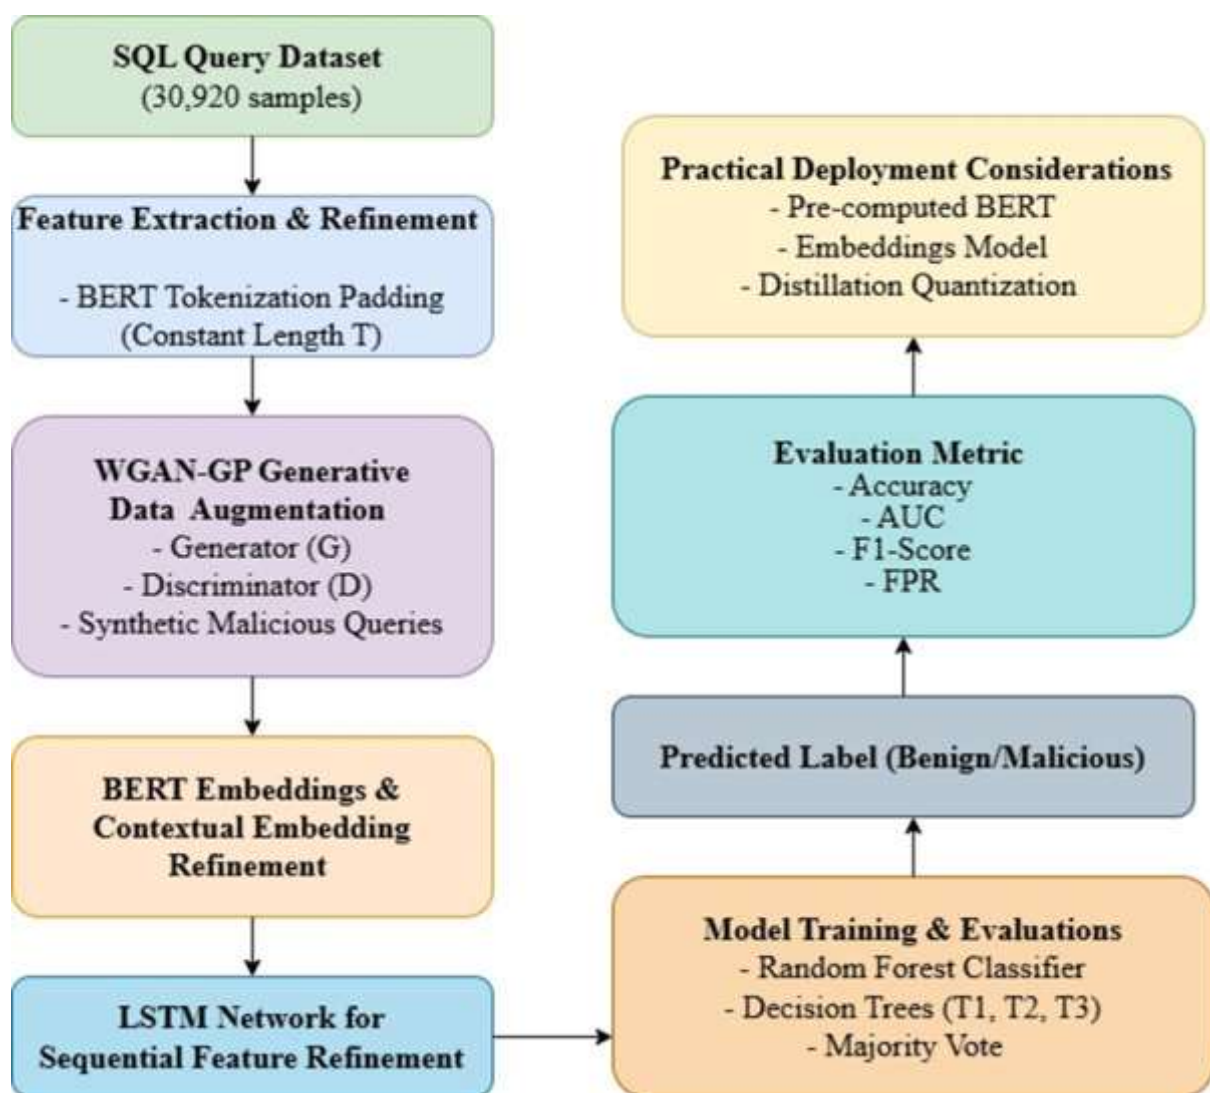 SQL Query Dataset
(30,920 samples)
Feature Extraction & Refinement
- BERT Tokenization Padding
(Constant Length T)
WGAN-GP Generative
Data Augmentation
- Generator (G)
- Discriminator (D)
- Synthetic Malicious Queries
BERT Embeddings &
Contextual Embedding
Refinement
LSTM Network for
Sequential Feature Refinement
Model Training & Evaluations
- Random Forest Classifier
- Decision Trees (T1, T2, T3)
- Majority Vote
Predicted Label (Benign/Malicious)
Evaluation Metric
- Accuracy
- AUC
- F1-Score
- FPR
Practical Deployment Considerations
- Pre-computed BERT
- Embeddings Model
- Distillation Quantization